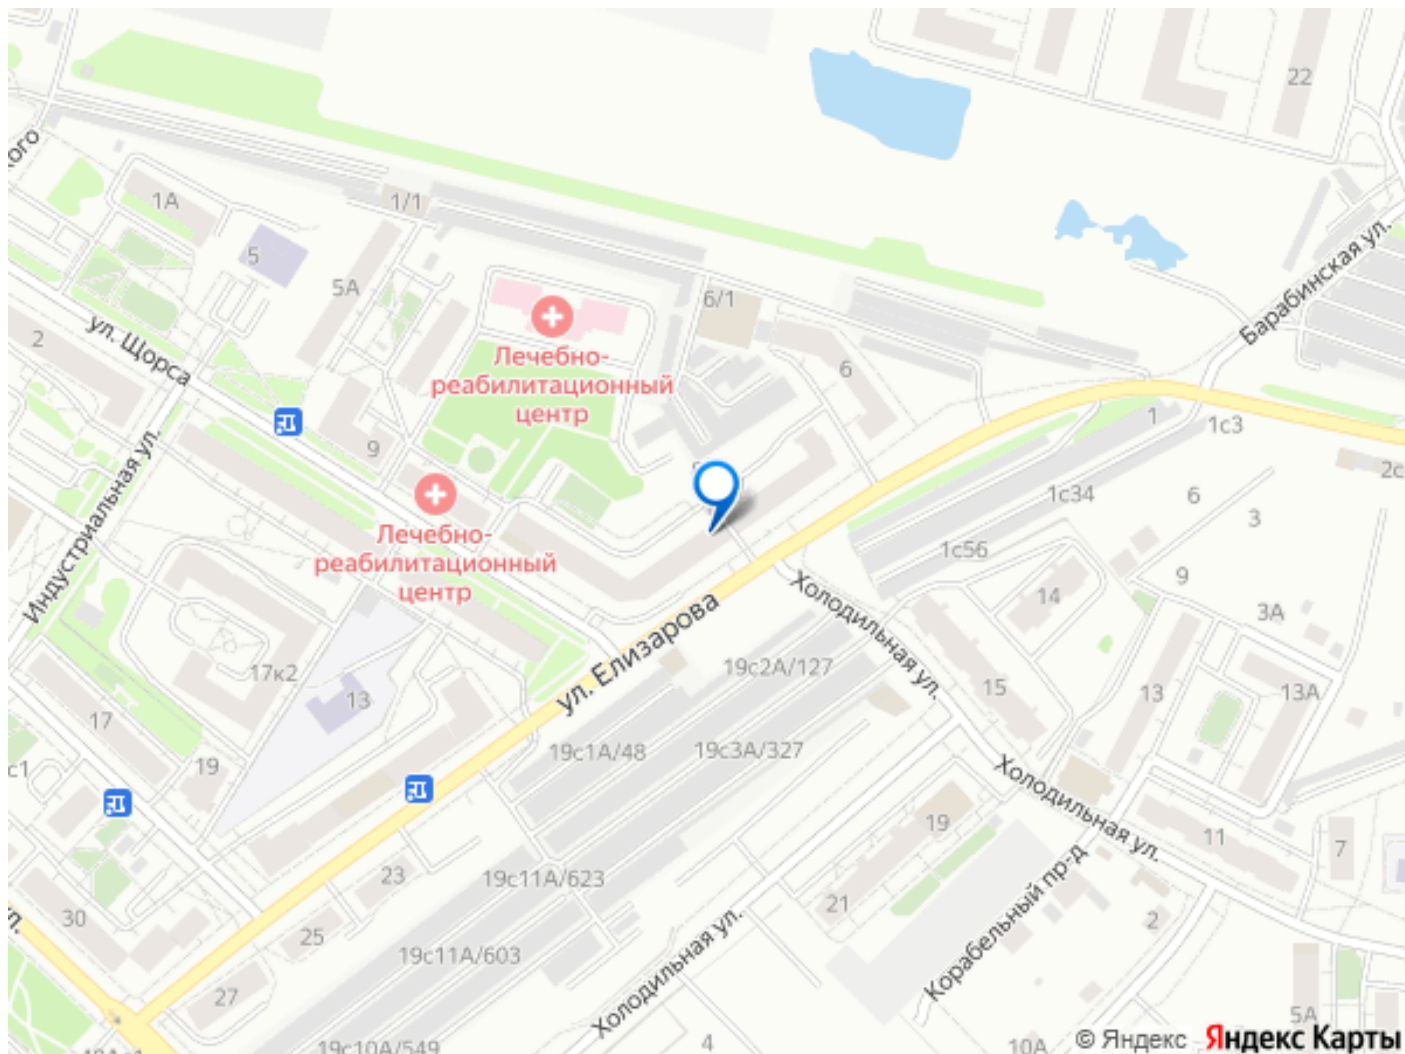 22
кого
1А
1/1
5
5А
6/1
Барабинская ул.
2
ул. Щорса
Лечебно-
реабилитационный
центр
6
1
1с3
9
Индустриальная ул.
1с34
6
3
Лечебно-
реабилитационный
центр
1с56
9
Холодильная ул.
14
3А
ул. Елизарова
17к2
13
19с2А/127
15
13
13А
17
19
19с1А/48
19с3А/327
Холодильная ул.
с1
19
11
7
23
19с11А/623
21
Корабельный пр-д
30
2
ул.
25
19с11А/603
Холодильная ул.
27
5А
4
10А
19с10А/549
© Яндекс Яндекс Карты